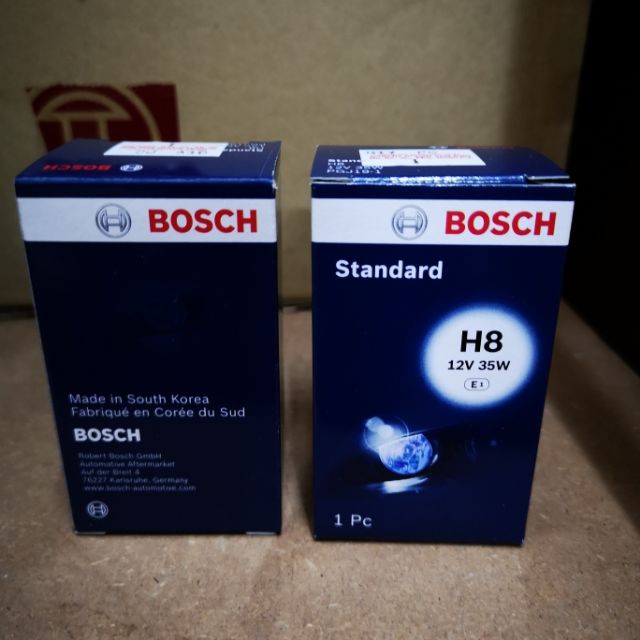 BOSCH
Made in South Korea
Fabriqué en Corée du Sud
BOSCH
Robert Bosch GmbH
Automotive Aftermarket
Auf der Breit 4
76227 Karlsruhe, Germany
www.bosch-automotive.com
Standard
BOSCH
Standard
H8
12V 35W
E1
1 Pc